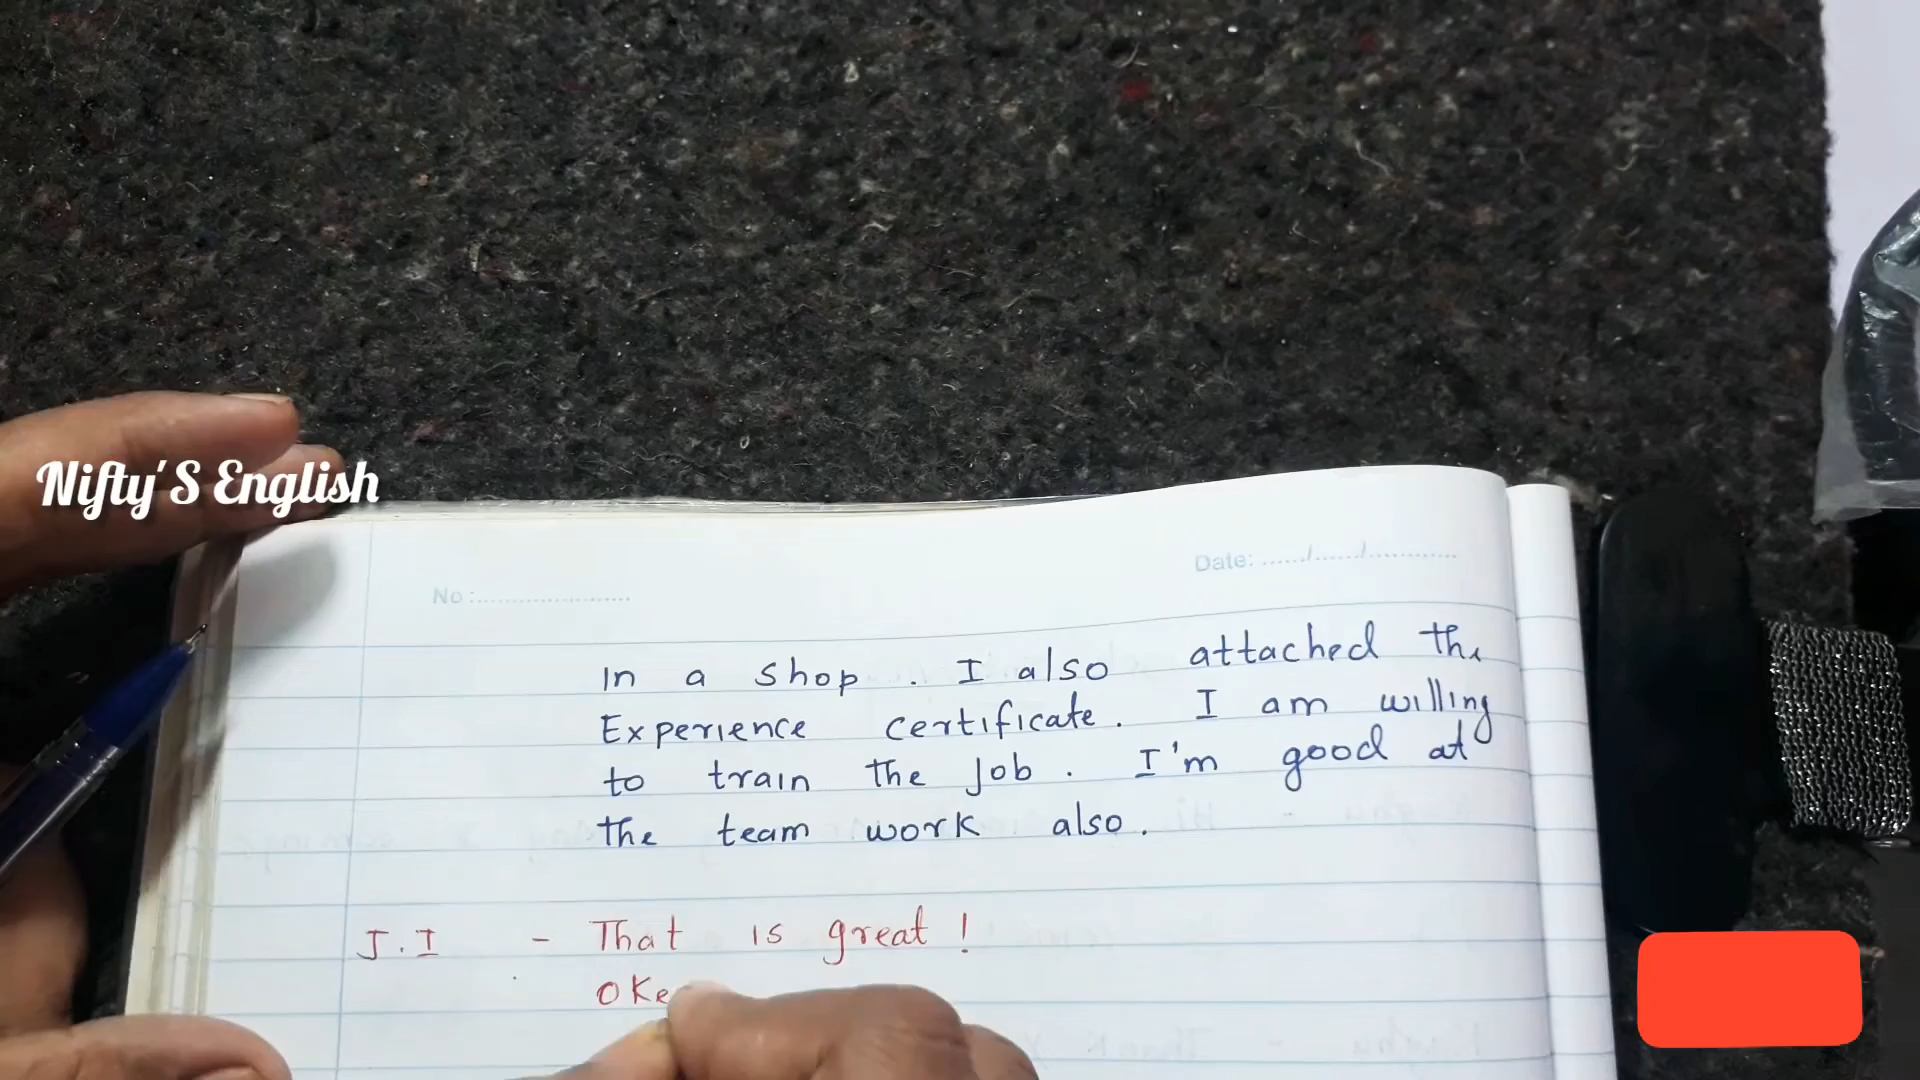 Nifty'S English
No :......................
Date: ....../......./.............
In a shop . I also attached the
Experience certificate . I am willing
to train the Job . I'm good at
the team work also .
J.I - That is great !
OKe